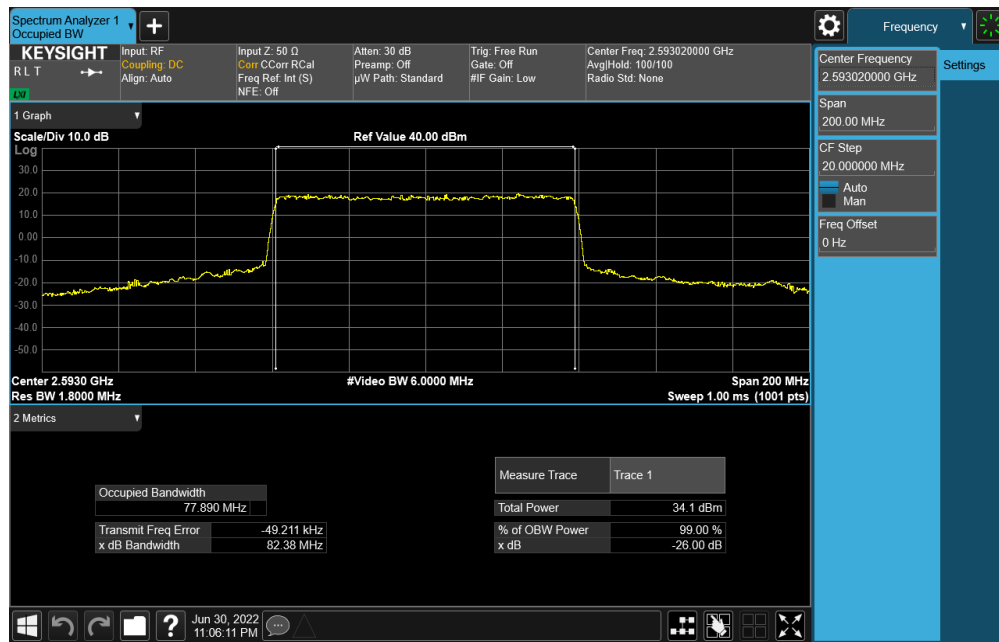 Spectrum Analyzer 1
Occupied BW
Frequency
KEYSIGHT
R L T
LXI
Input: RF
Coupling: DC
Align: Auto
Input Z: 50 Ω
Corr CCorr RCal
Freq Ref: Int (S)
NFE: Off
Atten: 30 dB
Preamp: Off
µW Path: Standard
Trig: Free Run
Gate: Off
#IF Gain: Low
Center Freq: 2.593020000 GHz
Avg|Hold: 100/100
Radio Std: None
Center Frequency
2.593020000 GHz
Settings
Span
200.00 MHz
CF Step
20.000000 MHz
Auto
Man
Freq Offset
0 Hz
1 Graph
Scale/Div 10.0 dB
Ref Value 40.00 dBm
Log
30.0
20.0
10.0
0.00
-10.0
-20.0
-30.0
-40.0
-50.0
Center 2.5930 GHz
#Video BW 6.0000 MHz
Span 200 MHz
Res BW 1.8000 MHz
Sweep 1.00 ms (1001 pts)
2 Metrics
Occupied Bandwidth
77.890 MHz
Transmit Freq Error -49.211 kHz
x dB Bandwidth 82.38 MHz
Measure Trace Trace 1
Total Power 34.1 dBm
% of OBW Power 99.00 %
x dB -26.00 dB
Jun 30, 2022
11:06:11 PM